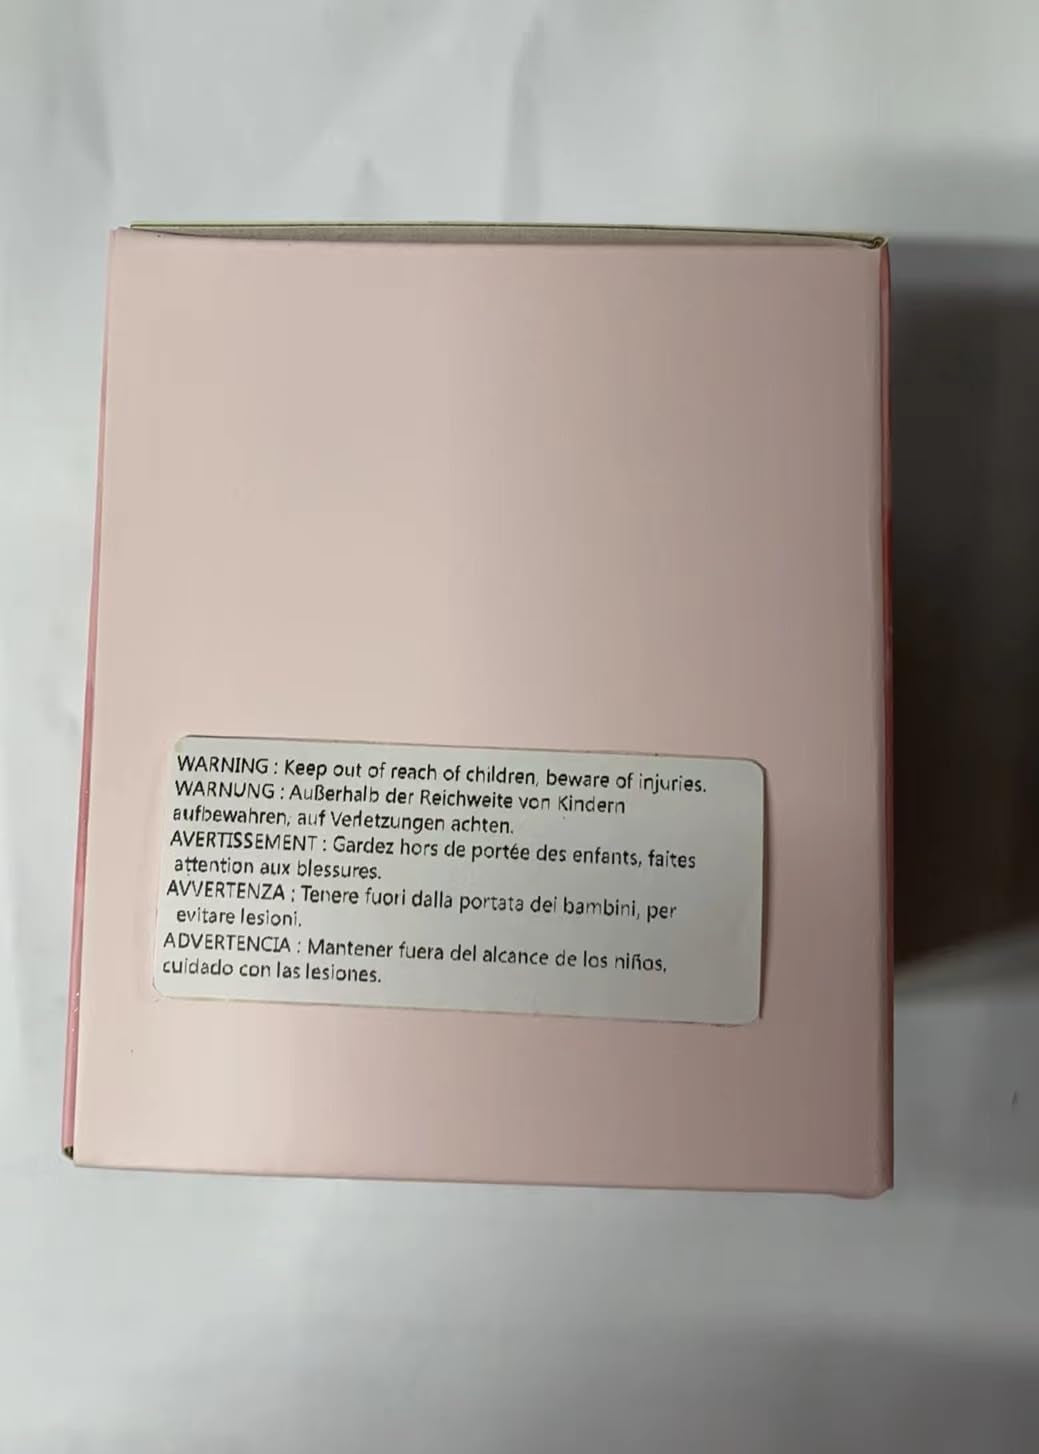 WARNING : Keep out of reach of children, beware of injuries.
WARNUNG : Außerhalb der Reichweite von Kindern
aufbewahren, auf Verletzungen achten.
AVERTISSEMENT : Gardez hors de portée des enfants, faites
attention aux blessures.
AVVERTENZA : Tenere fuori dalla portata dei bambini, per
evitare lesioni.
ADVERTENCIA : Mantener fuera del alcance de los niños,
cuidado con las lesiones.